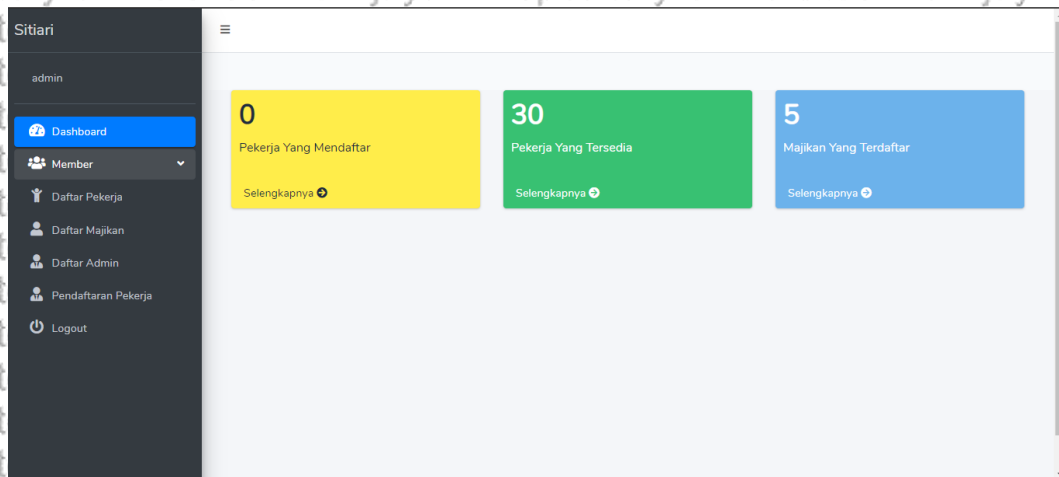 Sitiari
admin
Dashboard
Member
Daftar Pekerja
Daftar Majikan
Daftar Admin
Pendaftaran Pekerja
Logout
0
Pekerja Yang Mendaftar
Selengkapnya
30
Pekerja Yang Tersedia
Selengkapnya
5
Majikan Yang Terdaftar
Selengkapnya